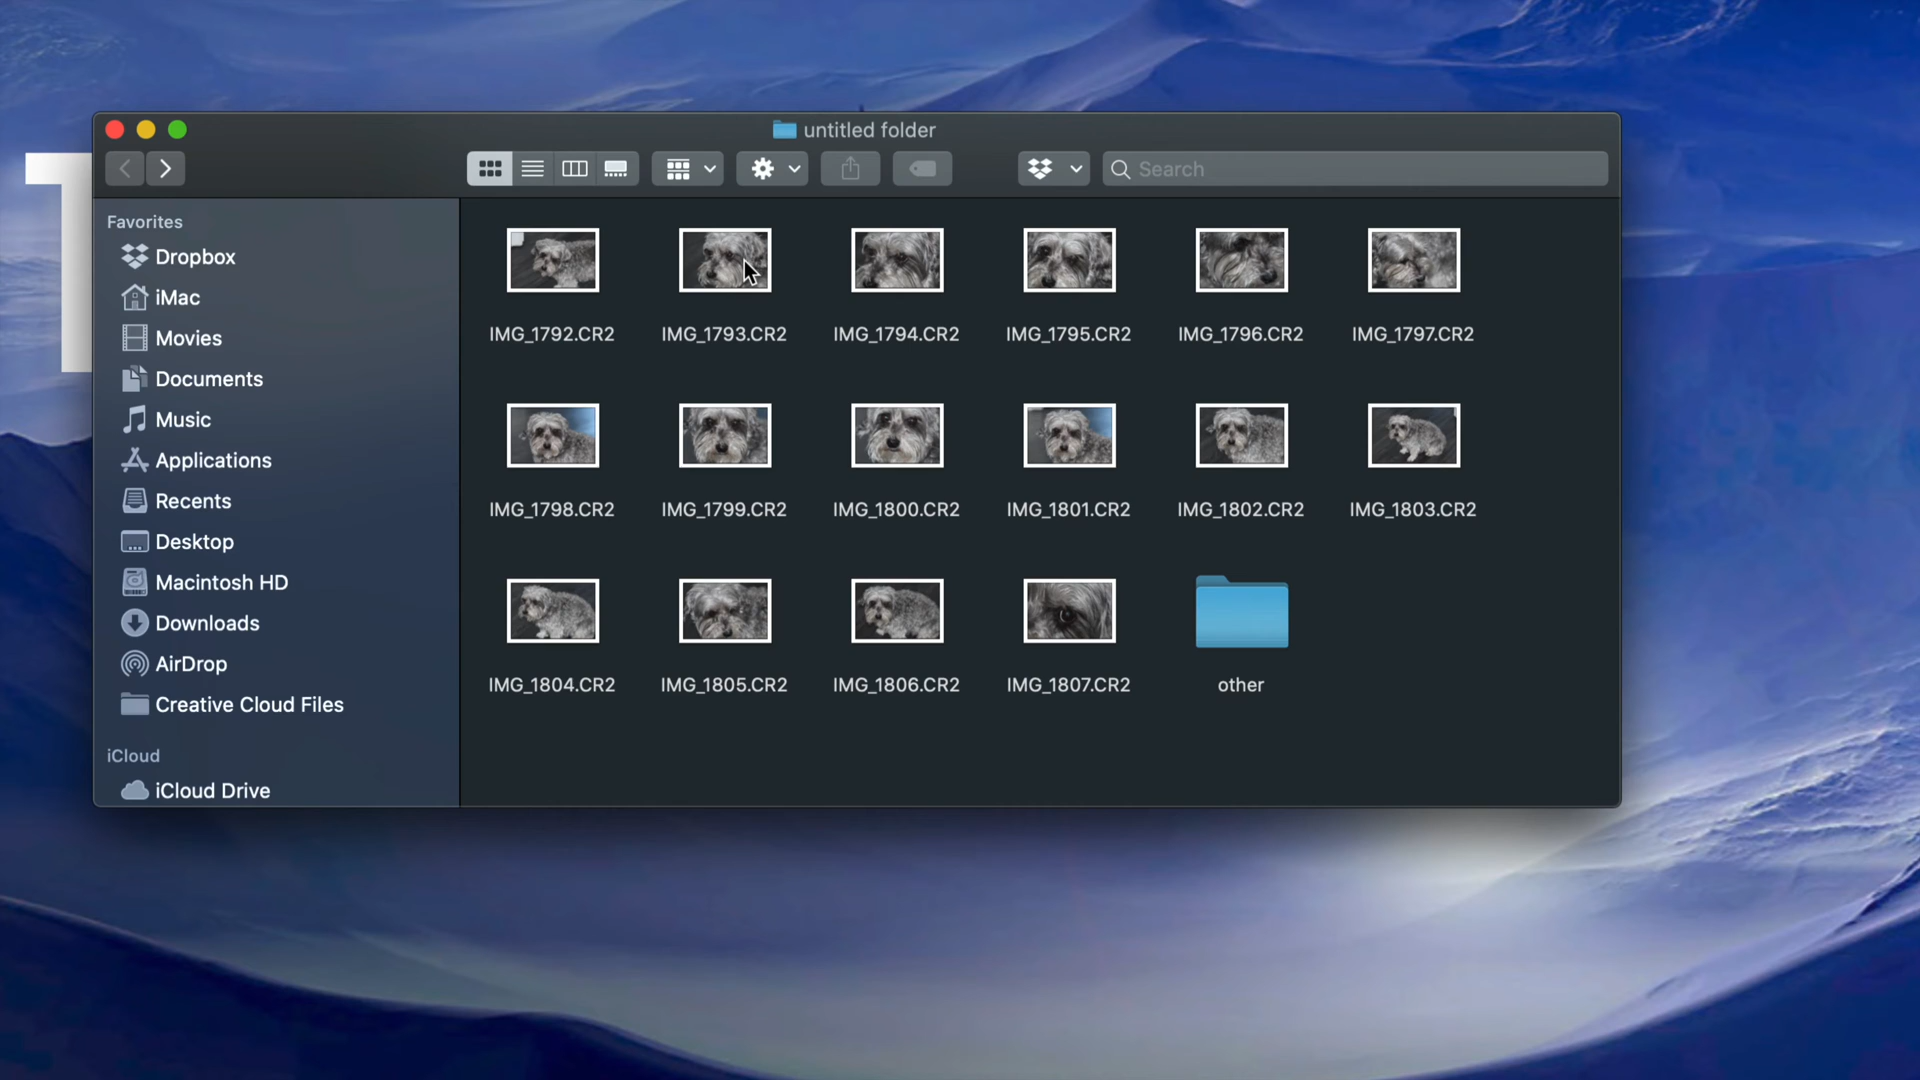 T
untitled folder
Search
Favorites
Dropbox
iMac
Movies
Documents
Music
Applications
Recents
Desktop
Macintosh HD
Downloads
AirDrop
Creative Cloud Files
iCloud
iCloud Drive
IMG_1792.CR2 IMG_1793.CR2 IMG_1794.CR2 IMG_1795.CR2 IMG_1796.CR2 IMG_1797.CR2
IMG_1798.CR2 IMG_1799.CR2 IMG_1800.CR2 IMG_1801.CR2 IMG_1802.CR2 IMG_1803.CR2
IMG_1804.CR2 IMG_1805.CR2 IMG_1806.CR2 IMG_1807.CR2 other